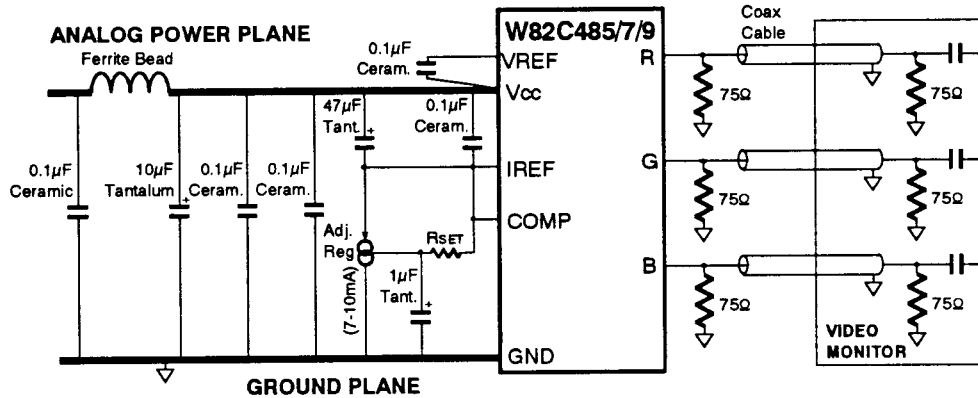 ANALOG POWER PLANE
Ferrite Bead
0.1µF
Ceram.
W82C485/7/9
VREF
Vcc
47µF
Tant.
+
0.1µF
Ceram.
IREF
COMP
0.1µF
Ceramic
10µF
Tantalum
+
0.1µF
Ceram.
0.1µF
Ceram.
Adj.
Reg
(7-10mA)
RSET
1µF
Tant.
+
GND
GROUND PLANE
R
G
B
Coax
Cable
75Ω
75Ω
75Ω
75Ω
75Ω
75Ω
VIDEO
MONITOR